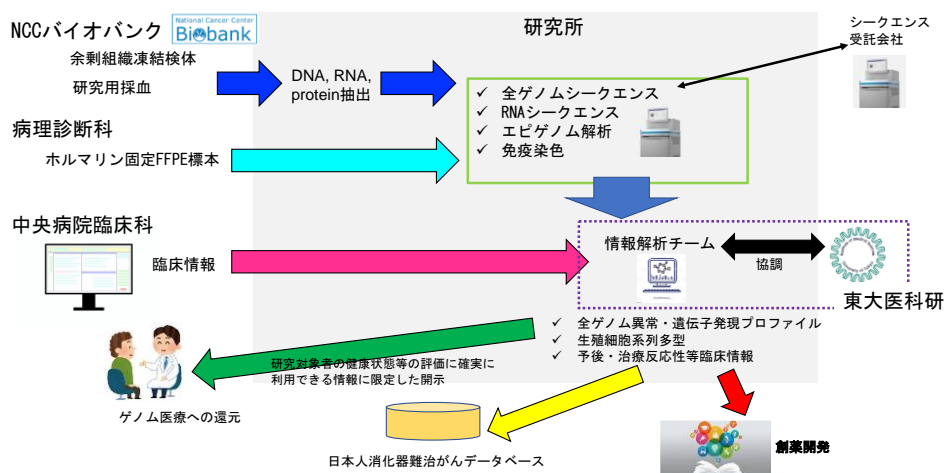 NCCバイオバンク
National Cancer Center
Biobank
研究所
シークエンス
受託会社
余剰組織凍結検体
研究用採血
DNA, RNA,
protein抽出
✓ 全ゲノムシークエンス
✓ RNAシークエンス
✓ エピゲノム解析
✓ 免疫染色
病理診断科
ホルマリン固定FFPE標本
中央病院臨床科
臨床情報
情報解析チーム
協調
東大医科研
✓ 全ゲノム異常・遺伝子発現プロファイル
✓ 生殖細胞系列多型
✓ 予後・治療反応性等臨床情報
研究対象者の健康状態等の評価に確実に
利用できる情報に限定した開示
ゲノム医療への還元
日本人消化器難治がんデータベース
創薬開発